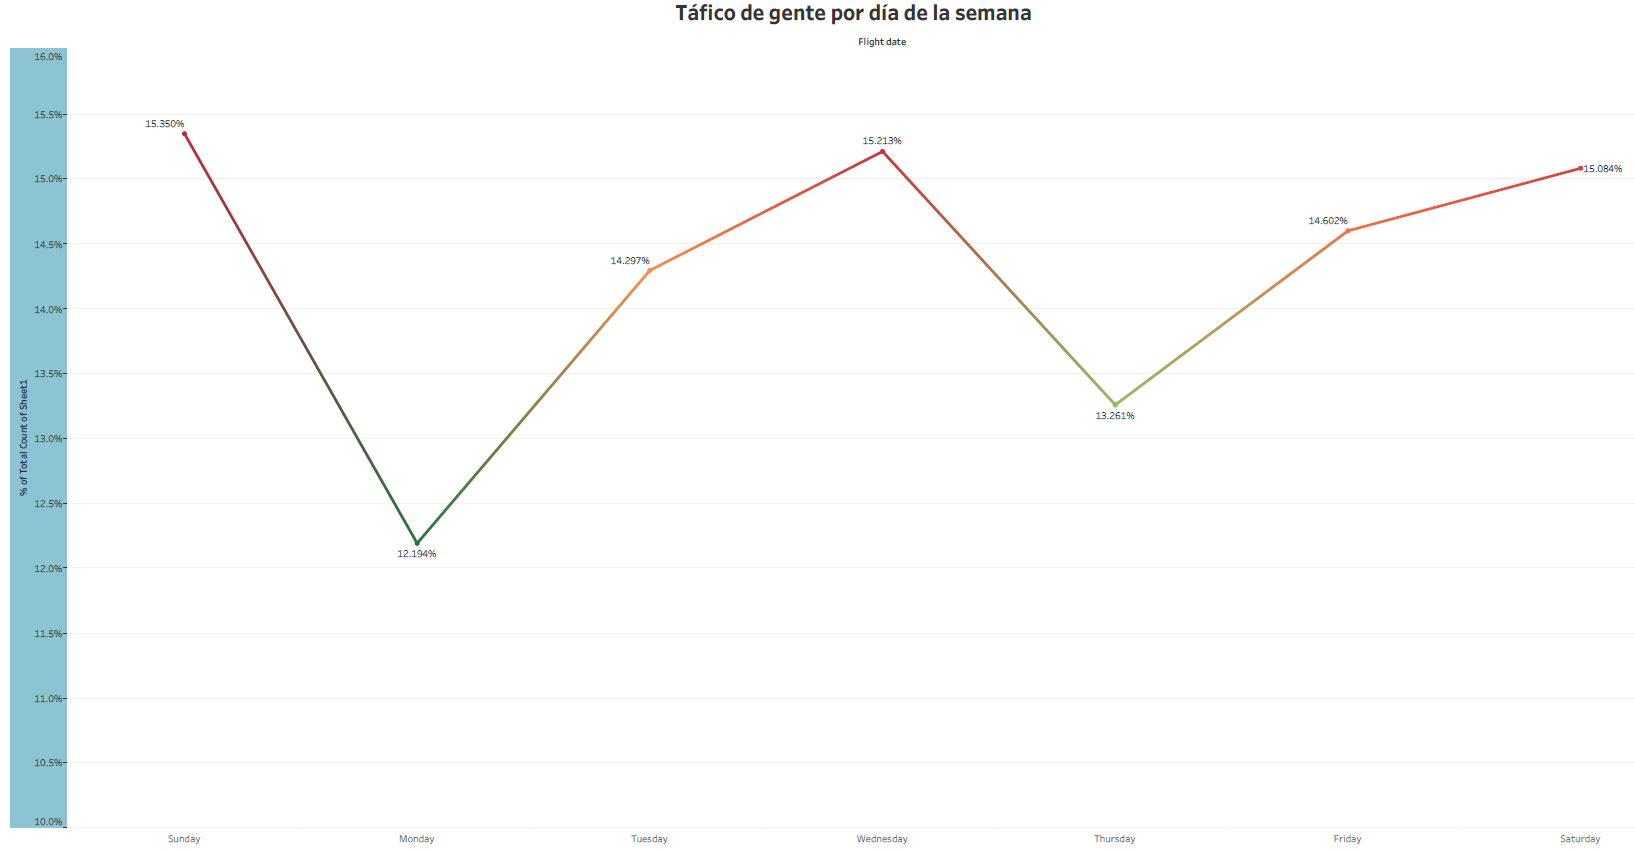 Táfico de gente por día de la semana
Flight date
16.0%
15.5%
15.0%
14.5%
14.0%
13.5%
13.0%
12.5%
12.0%
11.5%
11.0%
10.5%
10.0%
% of Total Count of Sheet1
15.350%
12.194%
14.297%
15.213%
13.261%
14.602%
15.084%
Sunday
Monday
Tuesday
Wednesday
Thursday
Friday
Saturday